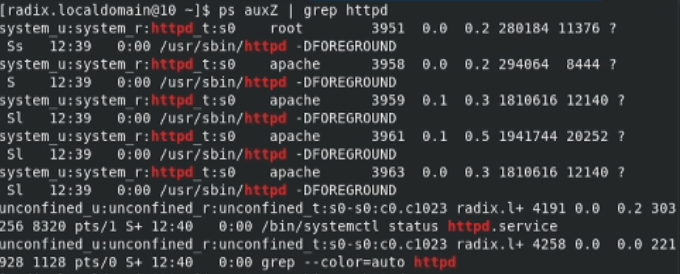 [radix.localdomain@10 ~]$ ps auxZ | grep httpd
system_u:system_r:httpd_t:s0    root      3951  0.0  0.2 280184 11376 ?
 Ss  12:39   0:00 /usr/sbin/httpd -DFOREGROUND
system_u:system_r:httpd_t:s0    apache    3958  0.0  0.2 294064  8444 ?
 S   12:39   0:00 /usr/sbin/httpd -DFOREGROUND
system_u:system_r:httpd_t:s0    apache    3959  0.1  0.3 1810616 12140 ?
 Sl  12:39   0:00 /usr/sbin/httpd -DFOREGROUND
system_u:system_r:httpd_t:s0    apache    3961  0.1  0.5 1941744 20252 ?
 Sl  12:39   0:00 /usr/sbin/httpd -DFOREGROUND
system_u:system_r:httpd_t:s0    apache    3963  0.0  0.3 1810616 12140 ?
 Sl  12:39   0:00 /usr/sbin/httpd -DFOREGROUND
unconfined_u:unconfined_r:unconfined_t:s0-s0:c0.c1023 radix.l+ 4191 0.0  0.2 303
256 8320 pts/1 S+ 12:40   0:00 /bin/systemctl status httpd.service
unconfined_u:unconfined_r:unconfined_t:s0-s0:c0.c1023 radix.l+ 4258 0.0  0.0 221
928 1128 pts/0 S+ 12:40   0:00 grep --color=auto httpd